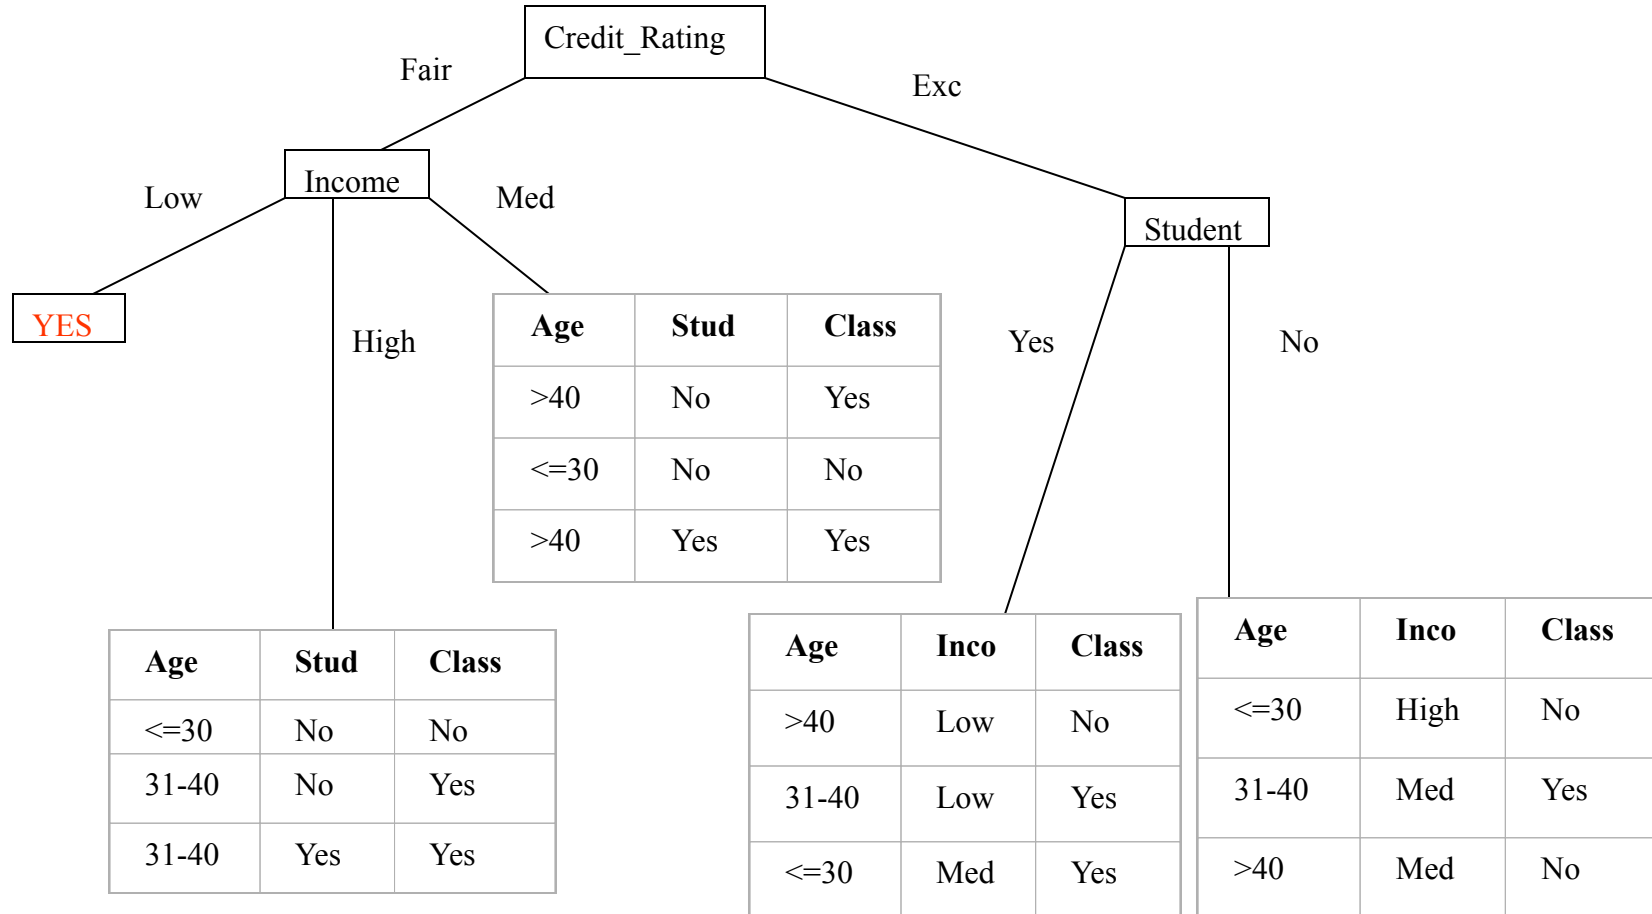 Credit_Rating
Fair
Exc
Income
Low
Med
Student
YES
High
Yes
No
Age Stud Class
>40 No Yes
<=30 No No
>40 Yes Yes
Age Stud Class
<=30 No No
31-40 No Yes
31-40 Yes Yes
Age Inco Class
>40 Low No
31-40 Low Yes
<=30 Med Yes
Age Inco Class
<=30 High No
31-40 Med Yes
>40 Med No